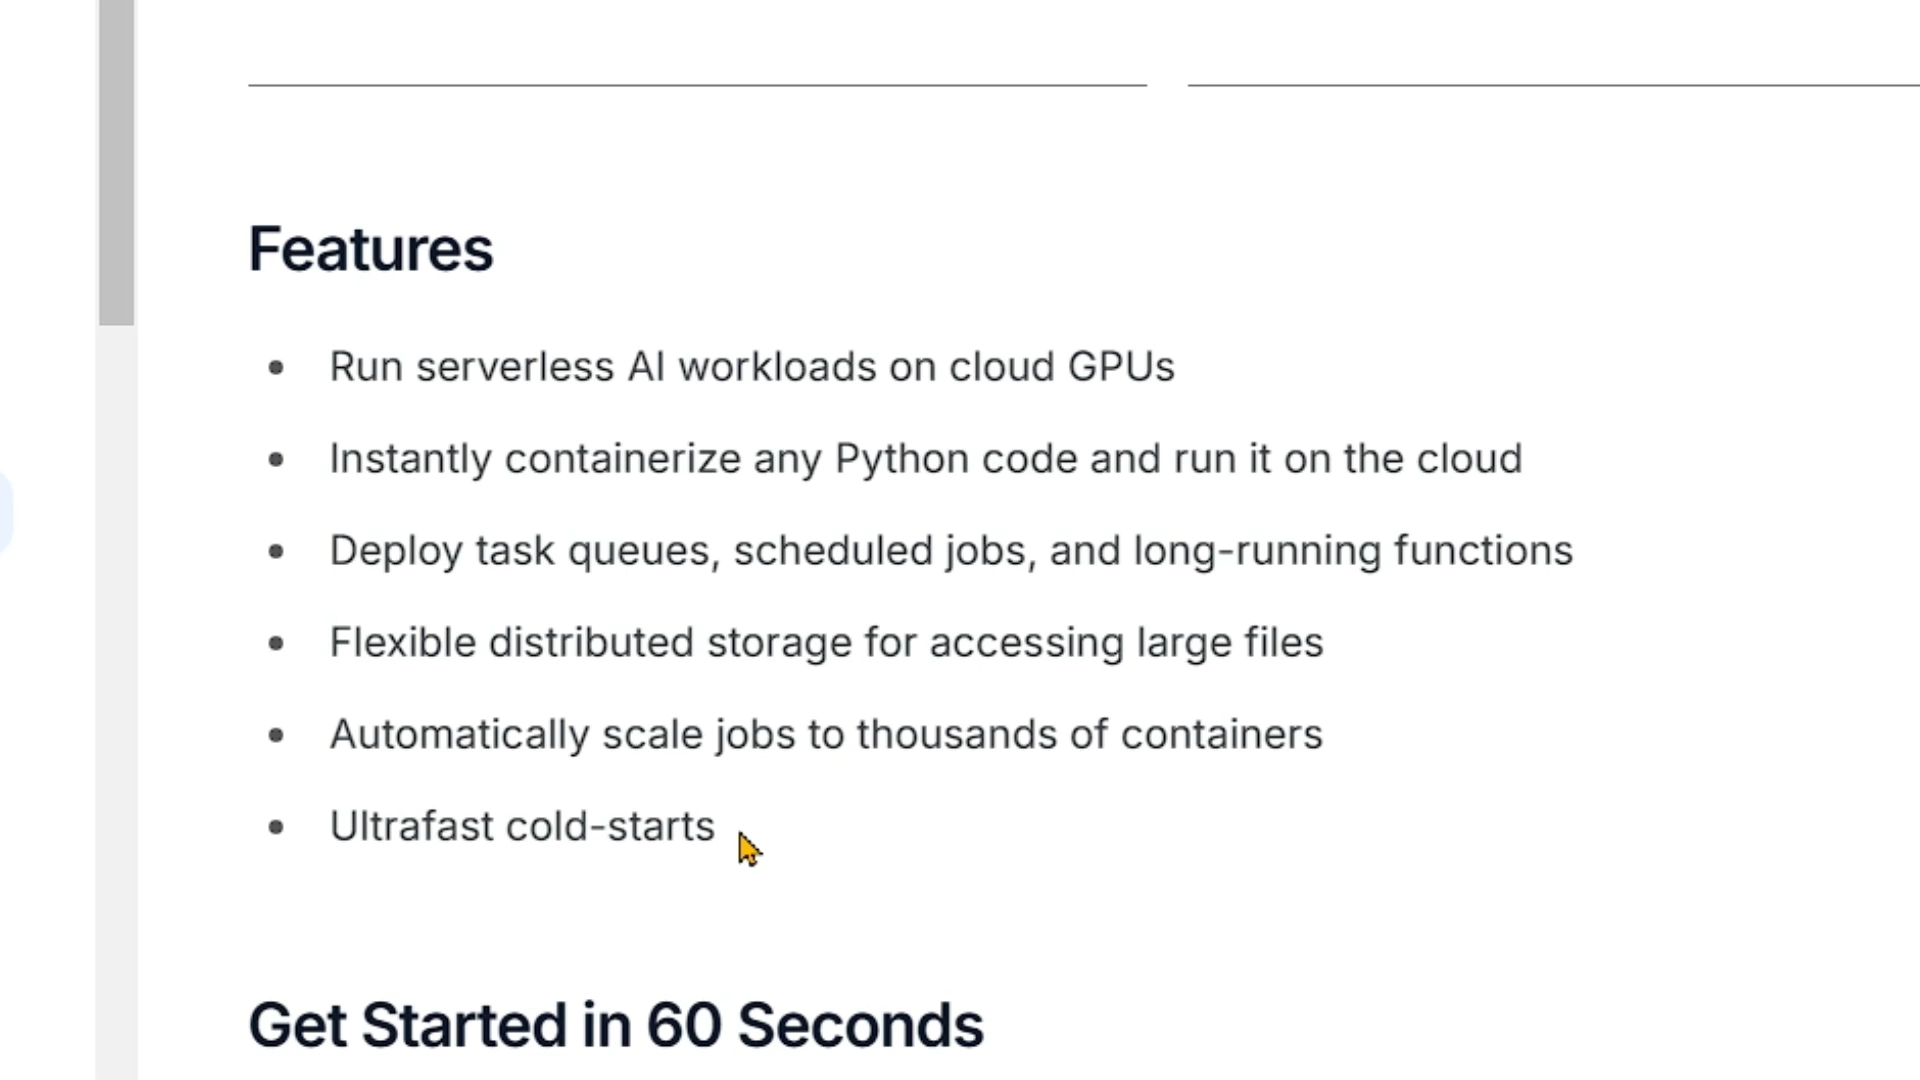 Features
Run serverless AI workloads on cloud GPUs
Instantly containerize any Python code and run it on the cloud
Deploy task queues, scheduled jobs, and long-running functions
Flexible distributed storage for accessing large files
Automatically scale jobs to thousands of containers
Ultrafast cold-starts
Get Started in 60 Seconds